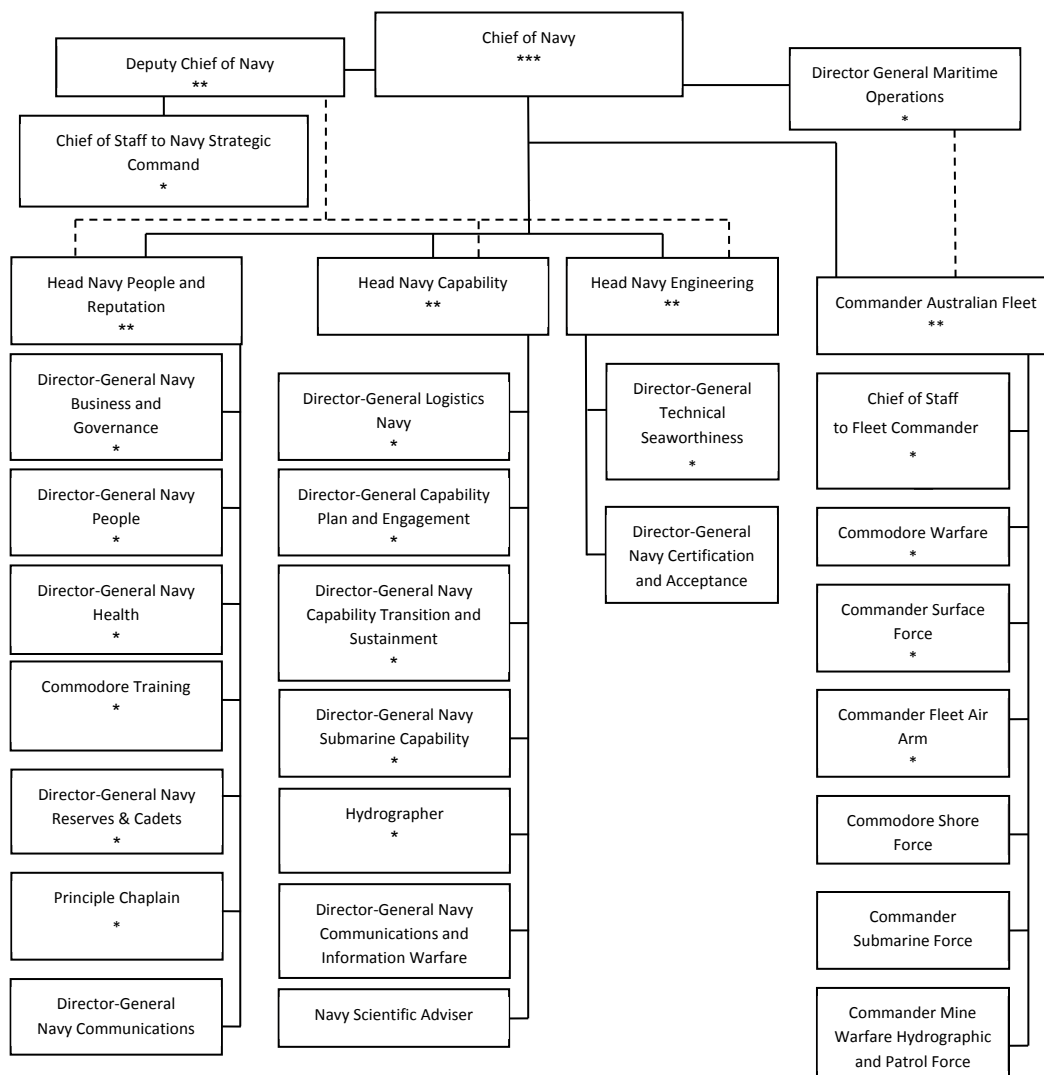 Chief of Navy
***
Deputy Chief of Navy
**
Director General Maritime
Operations
*
Chief of Staff to Navy Strategic
Command
*
Head Navy People and
Reputation
**
Head Navy Capability
**
Head Navy Engineering
**
Commander Australian Fleet
**
Director-General Navy
Business and
Governance
*
Director-General Navy
People
*
Director-General Navy
Health
*
Commodore Training
*
Director-General Navy
Reserves & Cadets
*
Principle Chaplain
*
Director-General
Navy Communications
Director-General Logistics
Navy
*
Director-General Capability
Plan and Engagement
*
Director-General Navy
Capability Transition and
Sustainment
*
Director-General Navy
Submarine Capability
*
Hydrographer
*
Director-General Navy
Communications and
Information Warfare
Navy Scientific Adviser
Director-General
Technical
Seaworthiness
*
Director-General
Navy Certification
and Acceptance
Chief of Staff
to Fleet Commander
*
Commodore Warfare
*
Commander Surface
Force
*
Commander Fleet Air
Arm
*
Commodore Shore
Force
Commander
Submarine Force
Commander Mine
Warfare Hydrographic
and Patrol Force